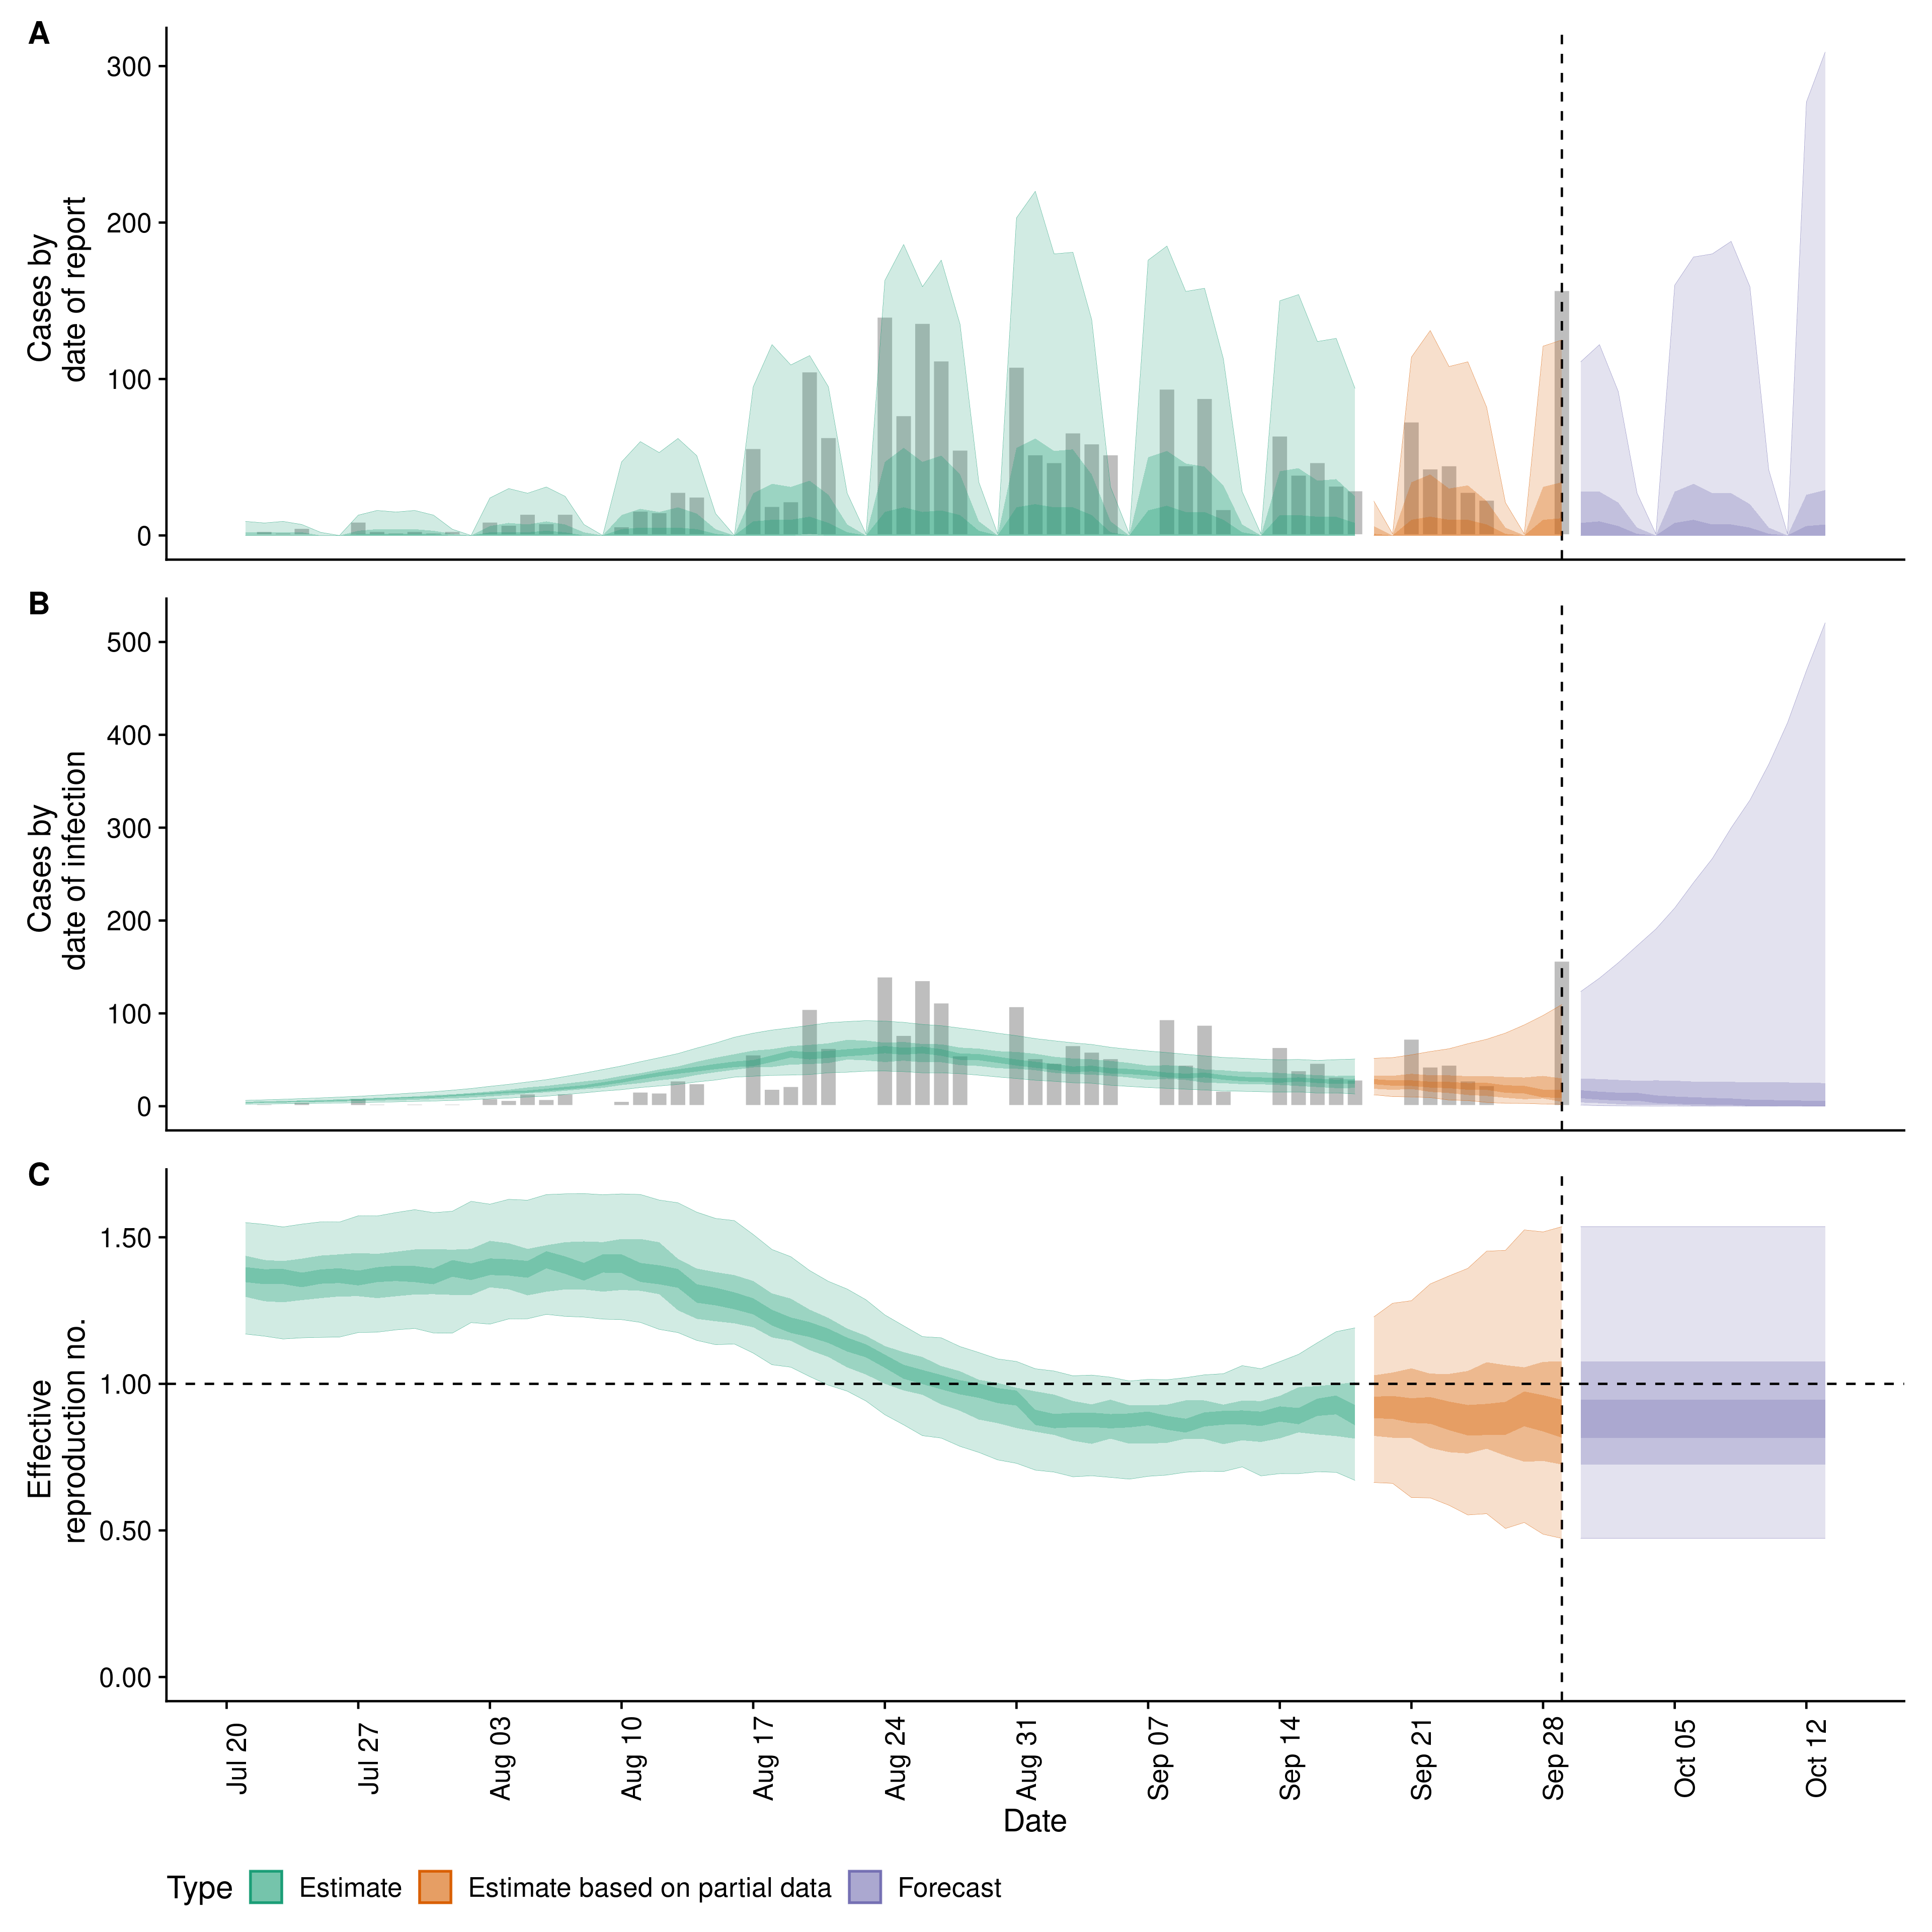 A
300
200
100
0
Cases by
date of report
B
500
400
300
200
100
0
Cases by
date of infection
C
1.50
1.00
0.50
0.00
Effective
reproduction no.
Jul 20
Jul 27
Aug 03
Aug 10
Aug 17
Aug 24
Aug 31
Sep 07
Sep 14
Sep 21
Sep 28
Oct 05
Oct 12
Date
Type Estimate Estimate based on partial data Forecast